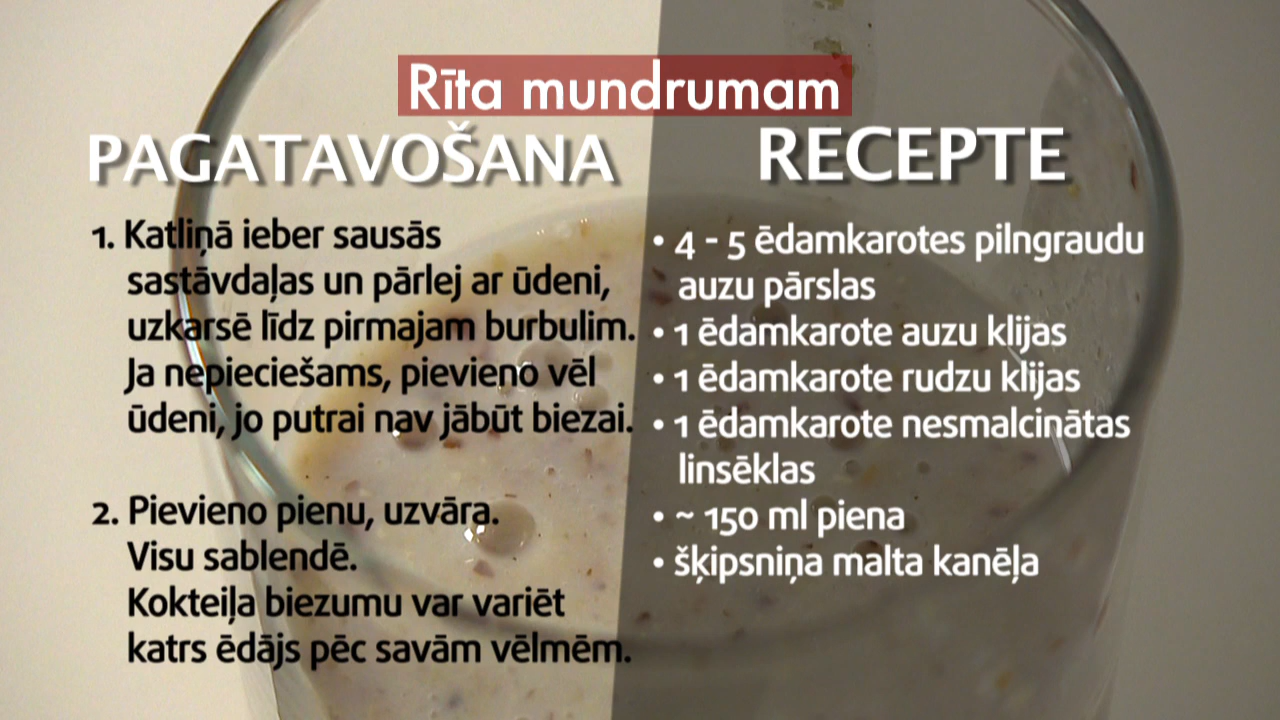 Rīta mundrumam
PAGATAVOŠANA
1. Katliņā ieber sausās
sastāvdaļas un pārlej ar ūdeni,
uzkarsē līdz pirmajam burbulim.
Ja nepieciešams, pievieno vēl
ūdeni, jo putrai nav jābūt biezai.
2. Pievieno pienu, uzvāra.
Visu sablendē.
Kokteiļa biezumu var variēt
katrs ēdājs pēc savām vēlmēm.
RECEPTE
• 4 - 5 ēdamkarotes pilngraudu
auzu pārslas
• 1 ēdamkarote auzu klijas
• 1 ēdamkarote rudzu klijas
• 1 ēdamkarote nesmalcinātas
linsēklas
• ~ 150 ml piena
• šķipsniņa malta kanēļa